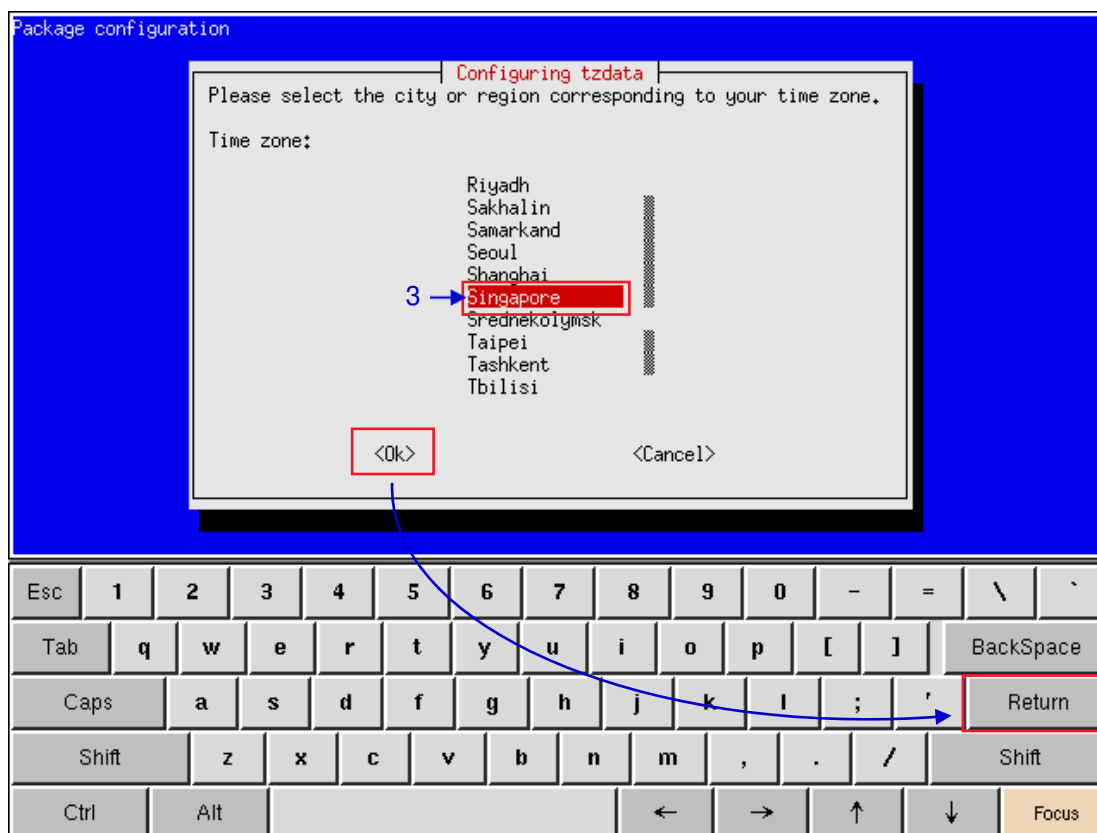 Package configuration
Configuring tzdata
Please select the city or region corresponding to your time zone.
Time zone:
Riyadh
Sakhalin
Samarkand
Seoul
Shanghai
3 Singapore
Srednekolymsk
Taipei
Tashkent
Tbilisi
<Ok> <Cancel>
Esc 1 2 3 4 5 6 7 8 9 0 - = \ `
Tab q w e r t y u i o p [ ] BackSpace
Caps a s d f g h j k l ; ' Return
Shift z x c v b n m , . / Shift
Ctrl Alt ← → ↑ ↓ Focus